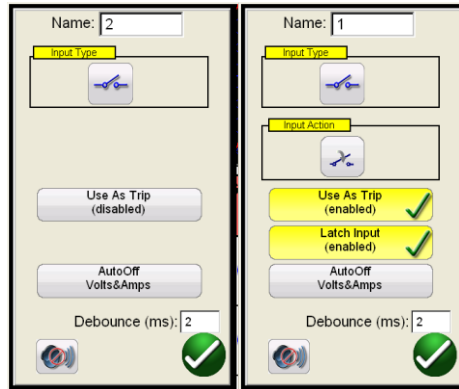 Name: 2
Input Type
Use As Trip
(disabled)
AutoOff
Volts&Amps
Debounce (ms): 2
Name: 1
Input Type
Input Action
Use As Trip
(enabled)
Latch Input
(enabled)
AutoOff
Volts&Amps
Debounce (ms): 2